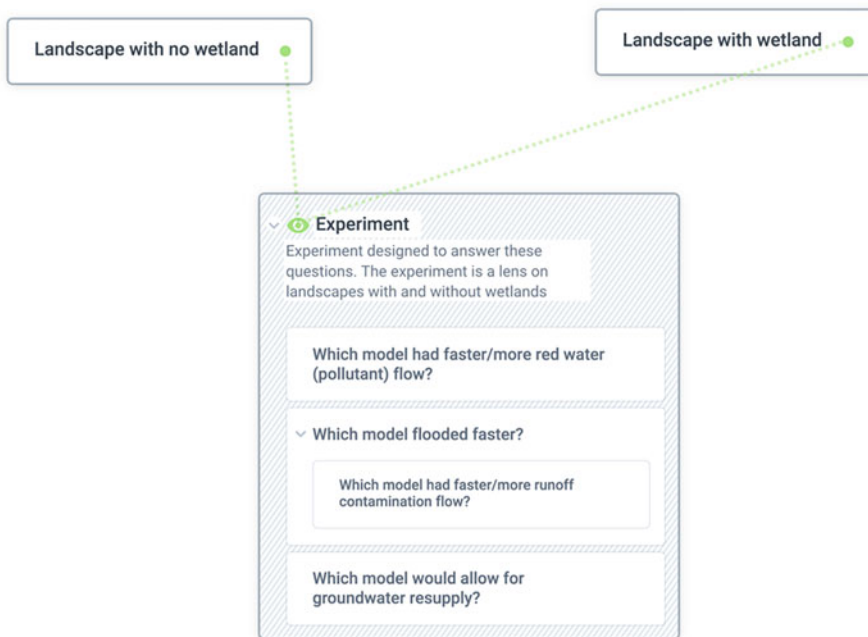 Landscape with no wetland
Landscape with wetland
Experiment
Experiment designed to answer these
questions. The experiment is a lens on
landscapes with and without wetlands
Which model had faster/more red water
(pollutant) flow?
Which model flooded faster?
Which model had faster/more runoff
contamination flow?
Which model would allow for
groundwater resupply?